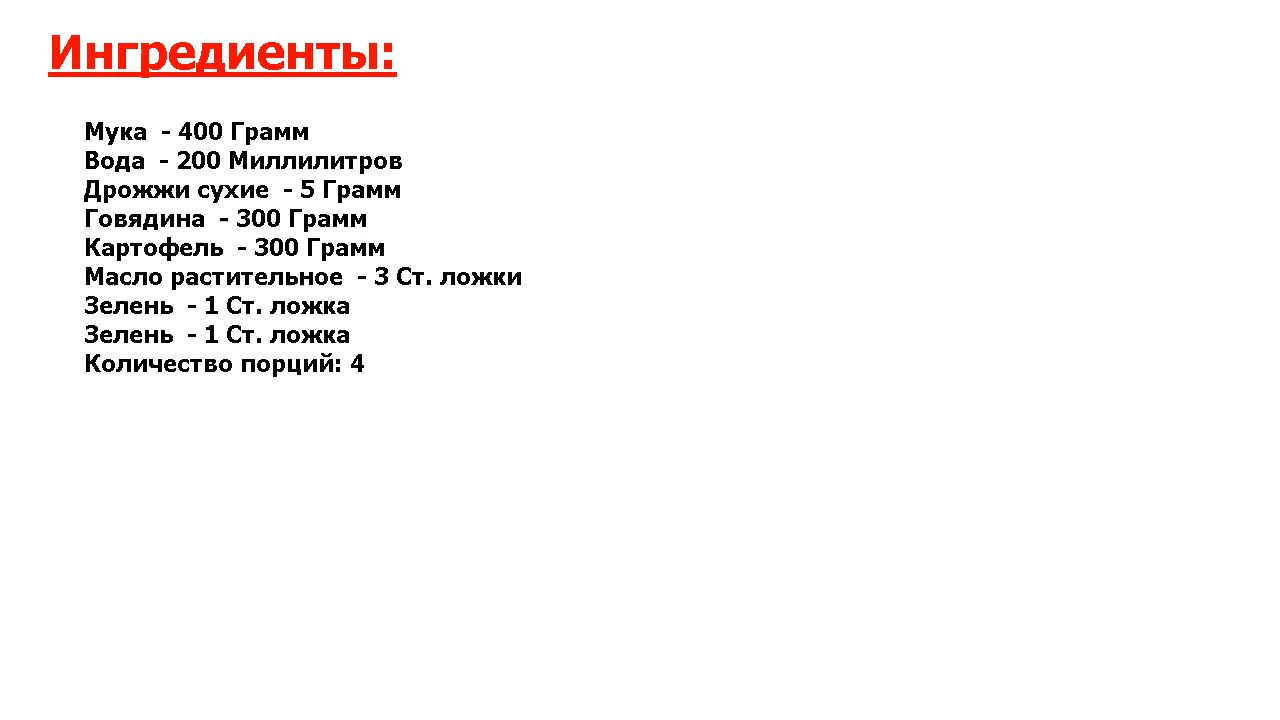 Ингредиенты:
Мука  - 400 Грамм
Вода  - 200 Миллилитров
Дрожжи сухие  - 5 Грамм
Говядина  - 300 Грамм
Картофель  - 300 Грамм
Масло растительное  - 3 Ст. ложки
Зелень  - 1 Ст. ложка
Зелень  - 1 Ст. ложка
Количество порций: 4